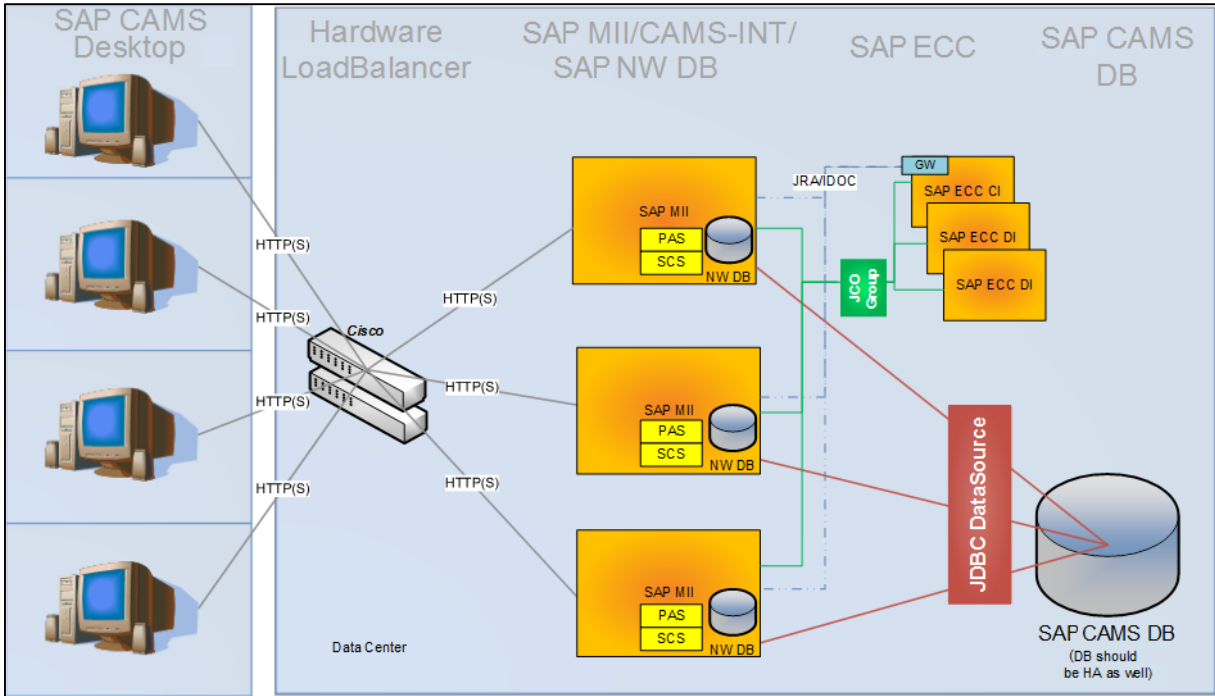 SAP CAMS
Desktop
Hardware
LoadBalancer
SAP MII/CAMS-INT/
SAP NW DB
SAP ECC
SAP CAMS
DB
HTTP(S)
HTTP(S)
HTTP(S)
HTTP(S)
Cisco
HTTP(S)
HTTP(S)
HTTP(S)
SAP MII
PAS
SCS
NW DB
SAP MII
PAS
SCS
NW DB
SAP MII
PAS
SCS
NW DB
JRA/IDOC
GW
SAP ECC CI
SAP ECC DI
SAP ECC DI
JCO
Group
JDBC DataSource
SAP CAMS DB
(DB should
be HA as well)
Data Center